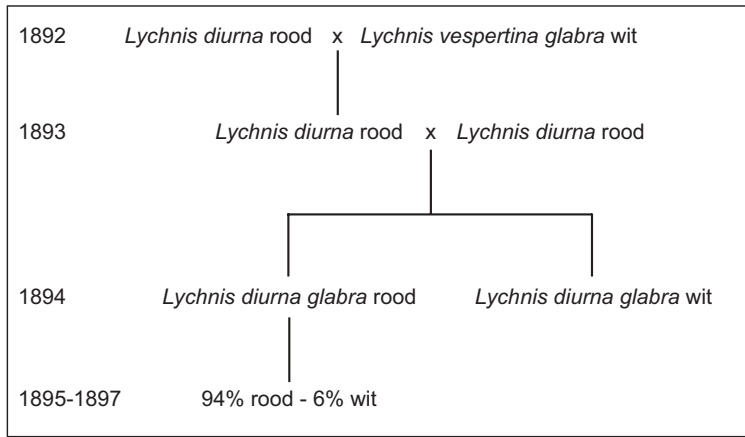 1892 Lychnis diurna rood x Lychnis vespertina glabra wit
1893 Lychnis diurna rood x Lychnis diurna rood
1894 Lychnis diurna glabra rood Lychnis diurna glabra wit
1895-1897 94% rood - 6% wit